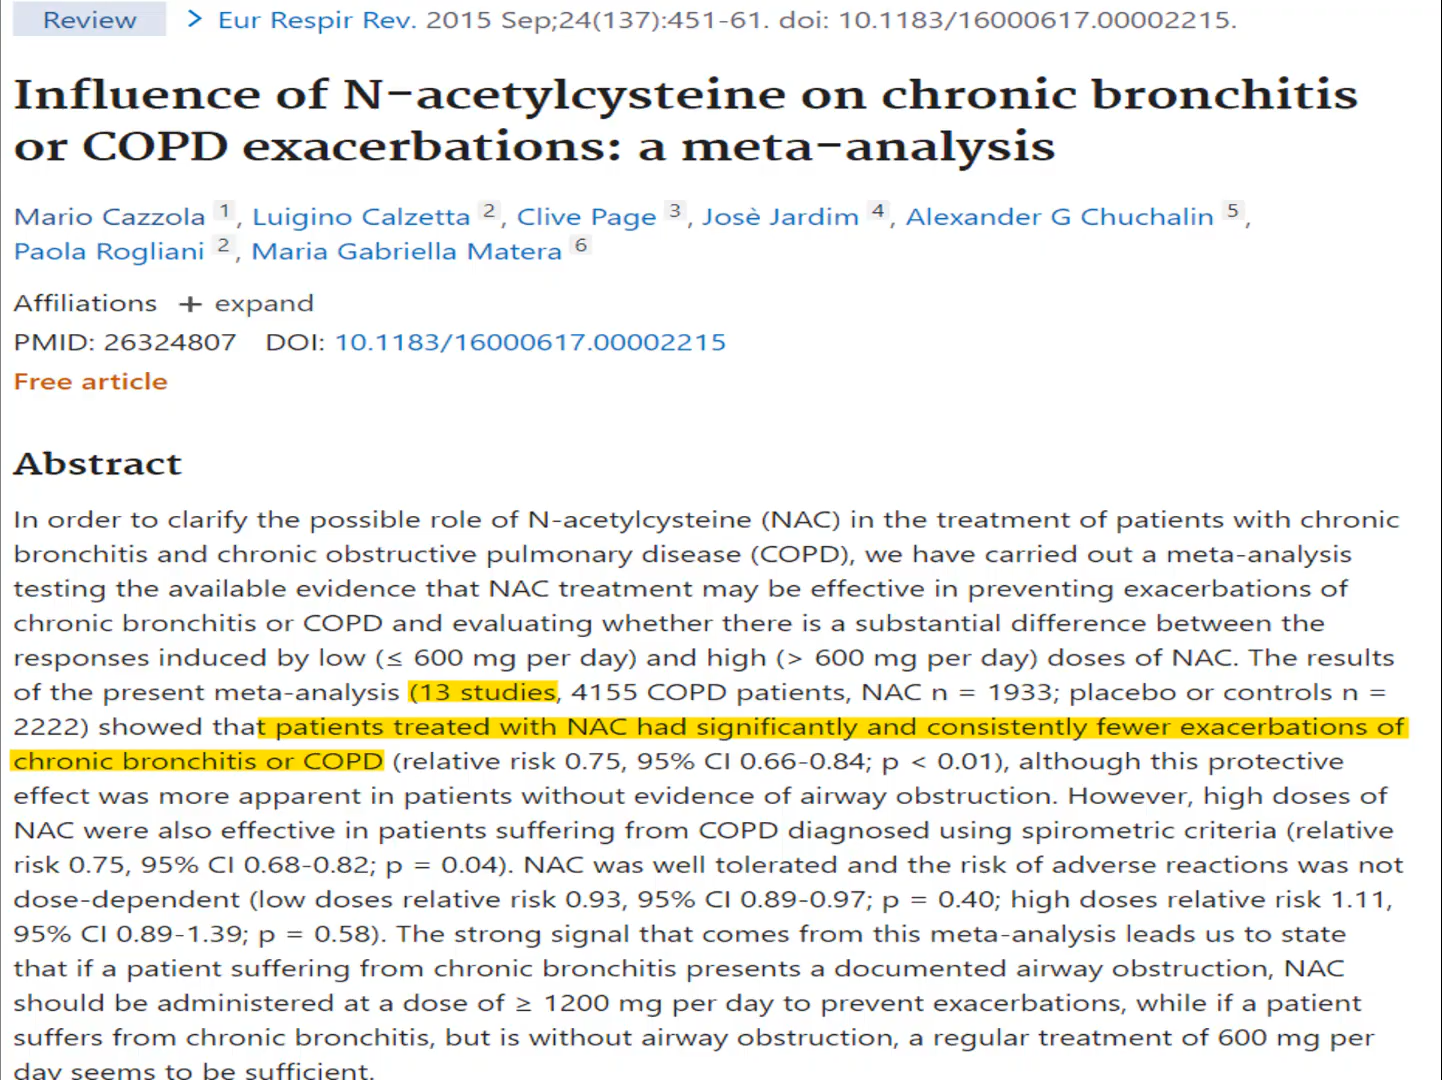 Review > Eur Respir Rev. 2015 Sep;24(137):451-61. doi: 10.1183/16000617.00002215.
Influence of N-acetylcysteine on chronic bronchitis
or COPD exacerbations: a meta-analysis
Mario Cazzola 1, Luigino Calzetta 2, Clive Page 3, Josè Jardim 4, Alexander G Chuchalin 5,
Paola Rogliani 2, Maria Gabriella Matera 6
Affiliations + expand
PMID: 26324807 DOI: 10.1183/16000617.00002215
Free article
Abstract
In order to clarify the possible role of N-acetylcysteine (NAC) in the treatment of patients with chronic
bronchitis and chronic obstructive pulmonary disease (COPD), we have carried out a meta-analysis
testing the available evidence that NAC treatment may be effective in preventing exacerbations of
chronic bronchitis or COPD and evaluating whether there is a substantial difference between the
responses induced by low (≤ 600 mg per day) and high (> 600 mg per day) doses of NAC. The results
of the present meta-analysis (13 studies, 4155 COPD patients, NAC n = 1933; placebo or controls n =
2222) showed that patients treated with NAC had significantly and consistently fewer exacerbations of
chronic bronchitis or COPD (relative risk 0.75, 95% CI 0.66-0.84; p < 0.01), although this protective
effect was more apparent in patients without evidence of airway obstruction. However, high doses of
NAC were also effective in patients suffering from COPD diagnosed using spirometric criteria (relative
risk 0.75, 95% CI 0.68-0.82; p = 0.04). NAC was well tolerated and the risk of adverse reactions was not
dose-dependent (low doses relative risk 0.93, 95% CI 0.89-0.97; p = 0.40; high doses relative risk 1.11,
95% CI 0.89-1.39; p = 0.58). The strong signal that comes from this meta-analysis leads us to state
that if a patient suffering from chronic bronchitis presents a documented airway obstruction, NAC
should be administered at a dose of ≥ 1200 mg per day to prevent exacerbations, while if a patient
suffers from chronic bronchitis, but is without airway obstruction, a regular treatment of 600 mg per
day seems to be sufficient.